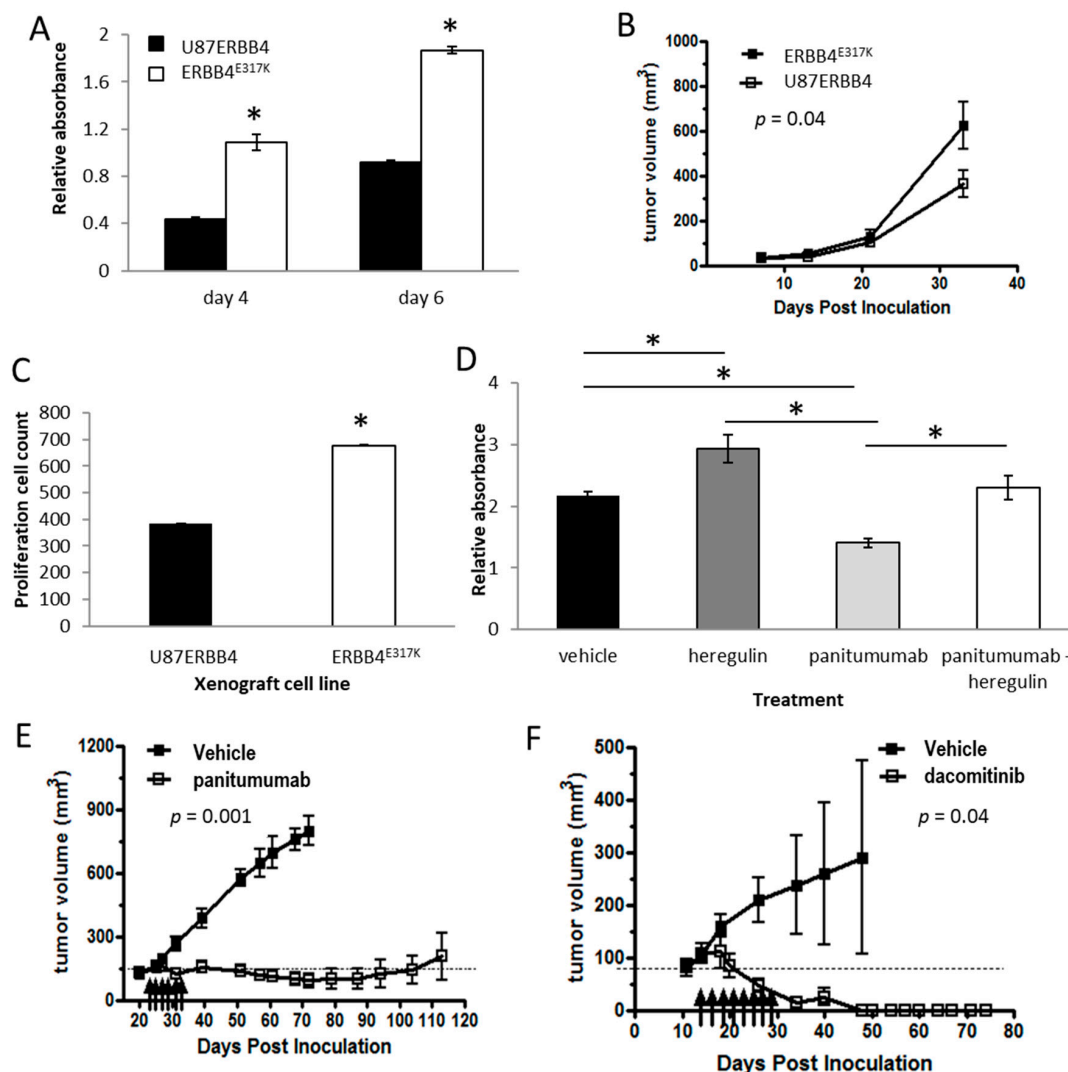 A
U87ERBB4
ERBB4E317K
*
*
Relative absorbance
2
1.6
1.2
0.8
0.4
0
day 4
day 6
B
ERBB4E317K
U87ERBB4
p = 0.04
tumor volume (mm3)
1000
800
600
400
200
0
10
20
30
40
Days Post Inoculation
C
*
Proliferation cell count
800
700
600
500
400
300
200
100
0
U87ERBB4
ERBB4E317K
Xenograft cell line
D
*
*
*
*
Relative absorbance
4
3
2
1
0
vehicle
heregulin
panitumumab
panitumumab -
heregulin
Treatment
E
Vehicle
panitumumab
p = 0.001
tumor volume (mm3)
1200
900
600
300
0
20 30 40 50 60 70 80 90 100 110 120
Days Post Inoculation
F
Vehicle
dacomitinib
p = 0.04
tumor volume (mm3)
500
400
300
200
100
0
0 10 20 30 40 50 60 70 80
Days Post Inoculation